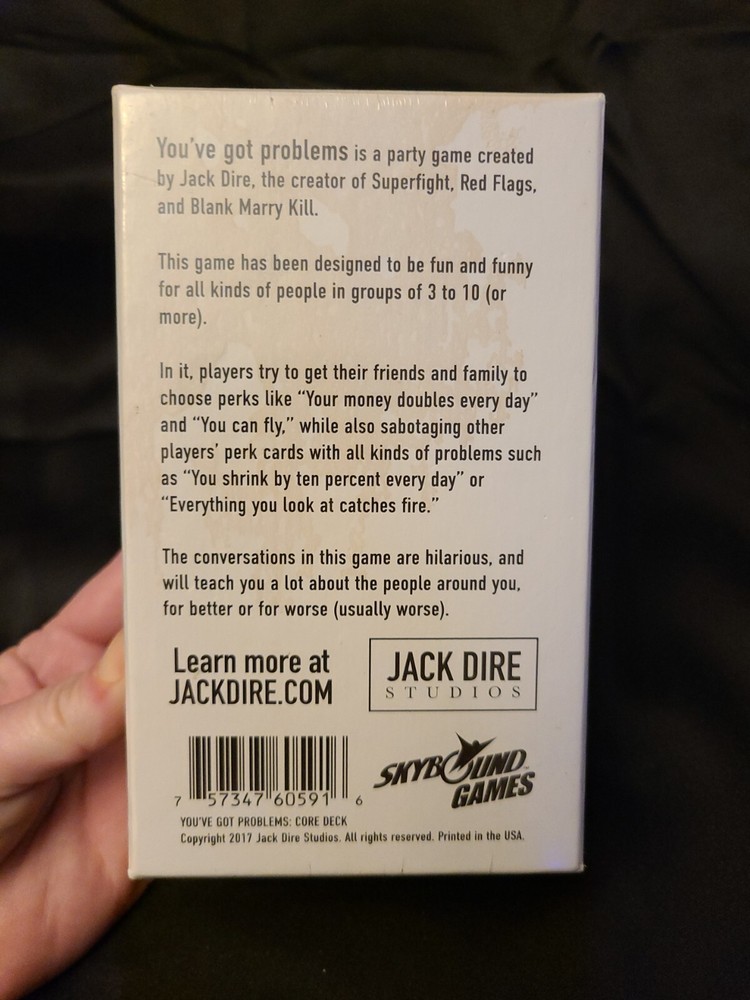 You've got problems is a party game created
by Jack Dire, the creator of Superfight, Red Flags,
and Blank Marry Kill.
This game has been designed to be fun and funny
for all kinds of people in groups of 3 to 10 (or
more).
In it, players try to get their friends and family to
choose perks like “Your money doubles every day”
and “You can fly,” while also sabotaging other
players’ perk cards with all kinds of problems such
as “You shrink by ten percent every day” or
“Everything you look at catches fire.”
The conversations in this game are hilarious, and
will teach you a lot about the people around you,
for better or for worse (usually worse).
Learn more at
JACKDIRE.COM
JACK DIRE
STUDIOS
SKYBOUND
GAMES
7 57347 60591 6
YOU'VE GOT PROBLEMS: CORE DECK
Copyright 2017 Jack Dire Studios. All rights reserved. Printed in the USA.